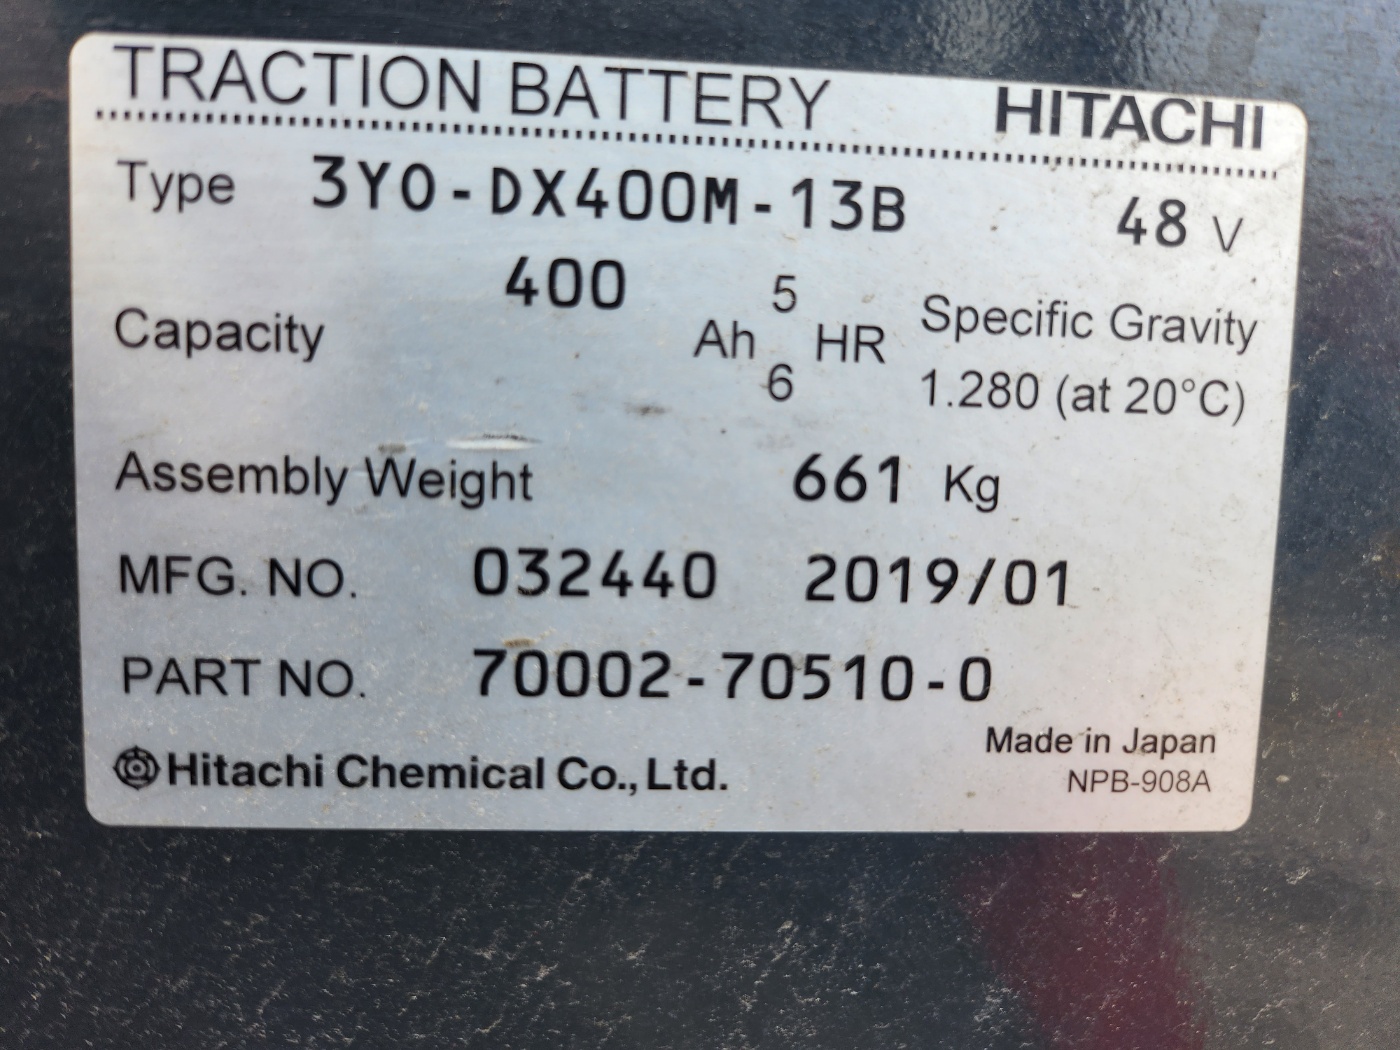 TRACTION BATTERY HITACHI
Type 3Y0-DX400M-13B 48 V
Capacity 400 Ah 5 HR Specific Gravity
6 1.280 (at 20°C)
Assembly Weight 661 Kg
MFG. NO. 032440 2019/01
PART NO. 70002-70510-0
Made in Japan
Hitachi Chemical Co., Ltd. NPB-908A